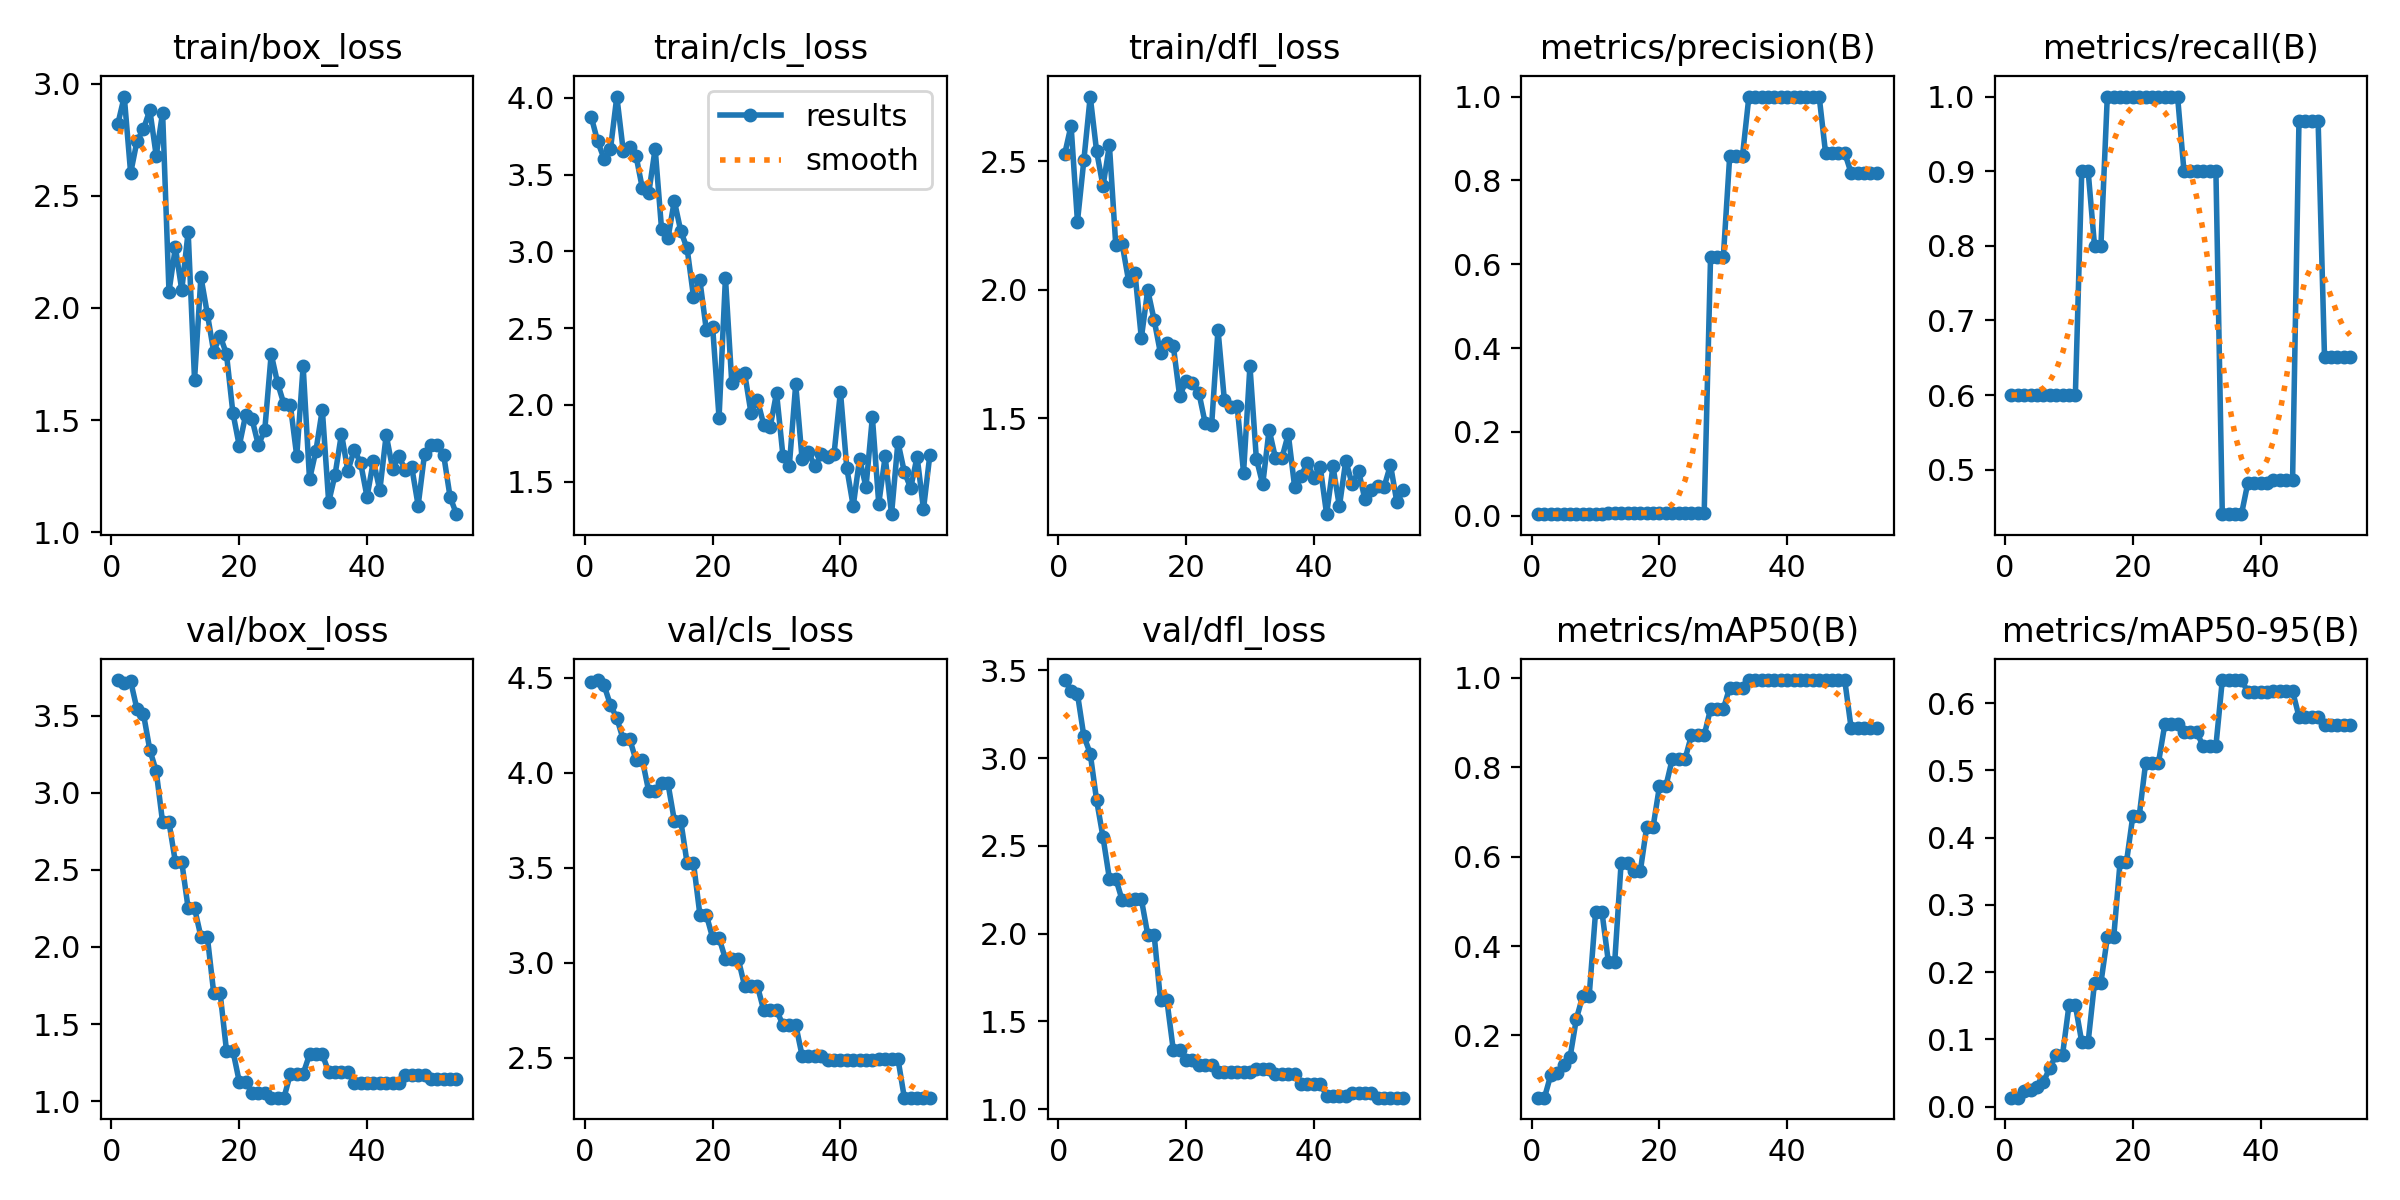 train/box_loss
3.0
2.5
2.0
1.5
1.0
0 20 40
train/cls_loss
results
smooth
4.0
3.5
3.0
2.5
2.0
1.5
0 20 40
train/dfl_loss
2.5
2.0
1.5
0 20 40
metrics/precision(B)
1.0
0.8
0.6
0.4
0.2
0.0
0 20 40
metrics/recall(B)
1.0
0.9
0.8
0.7
0.6
0.5
0 20 40
val/box_loss
3.5
3.0
2.5
2.0
1.5
1.0
0 20 40
val/cls_loss
4.5
4.0
3.5
3.0
2.5
0 20 40
val/dfl_loss
3.5
3.0
2.5
2.0
1.5
1.0
0 20 40
metrics/mAP50(B)
1.0
0.8
0.6
0.4
0.2
0 20 40
metrics/mAP50-95(B)
0.6
0.5
0.4
0.3
0.2
0.1
0.0
0 20 40